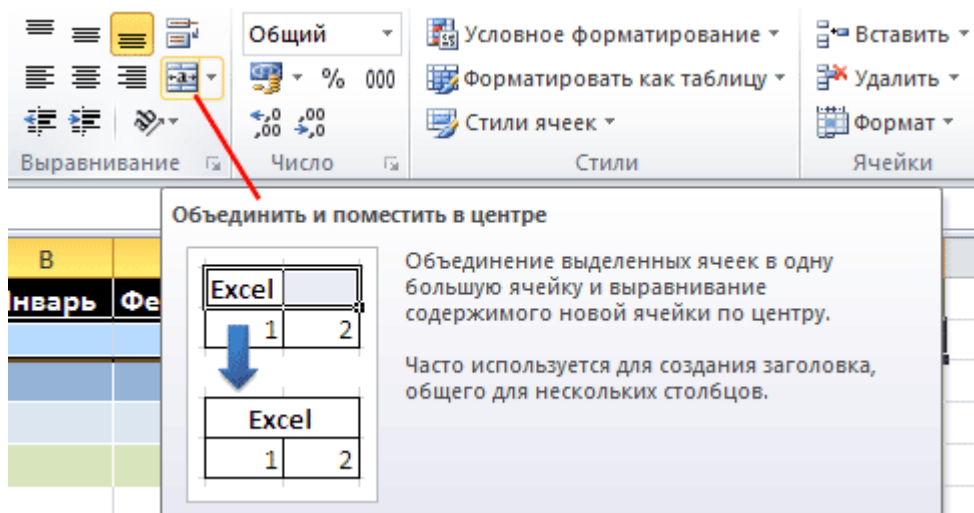 Общий
Условное форматирование
Вставить
% 000
Форматировать как таблицу
Удалить
,0 ,00
,00 ,0
Стили ячеек
Формат
Выравнивание
Число
Стили
Ячейки
Объединить и поместить в центре
B
Январь Фе
Excel
1 2
Excel
1 2
Объединение выделенных ячеек в одну
большую ячейку и выравнивание
содержимого новой ячейки по центру.
Часто используется для создания заголовка,
общего для нескольких столбцов.